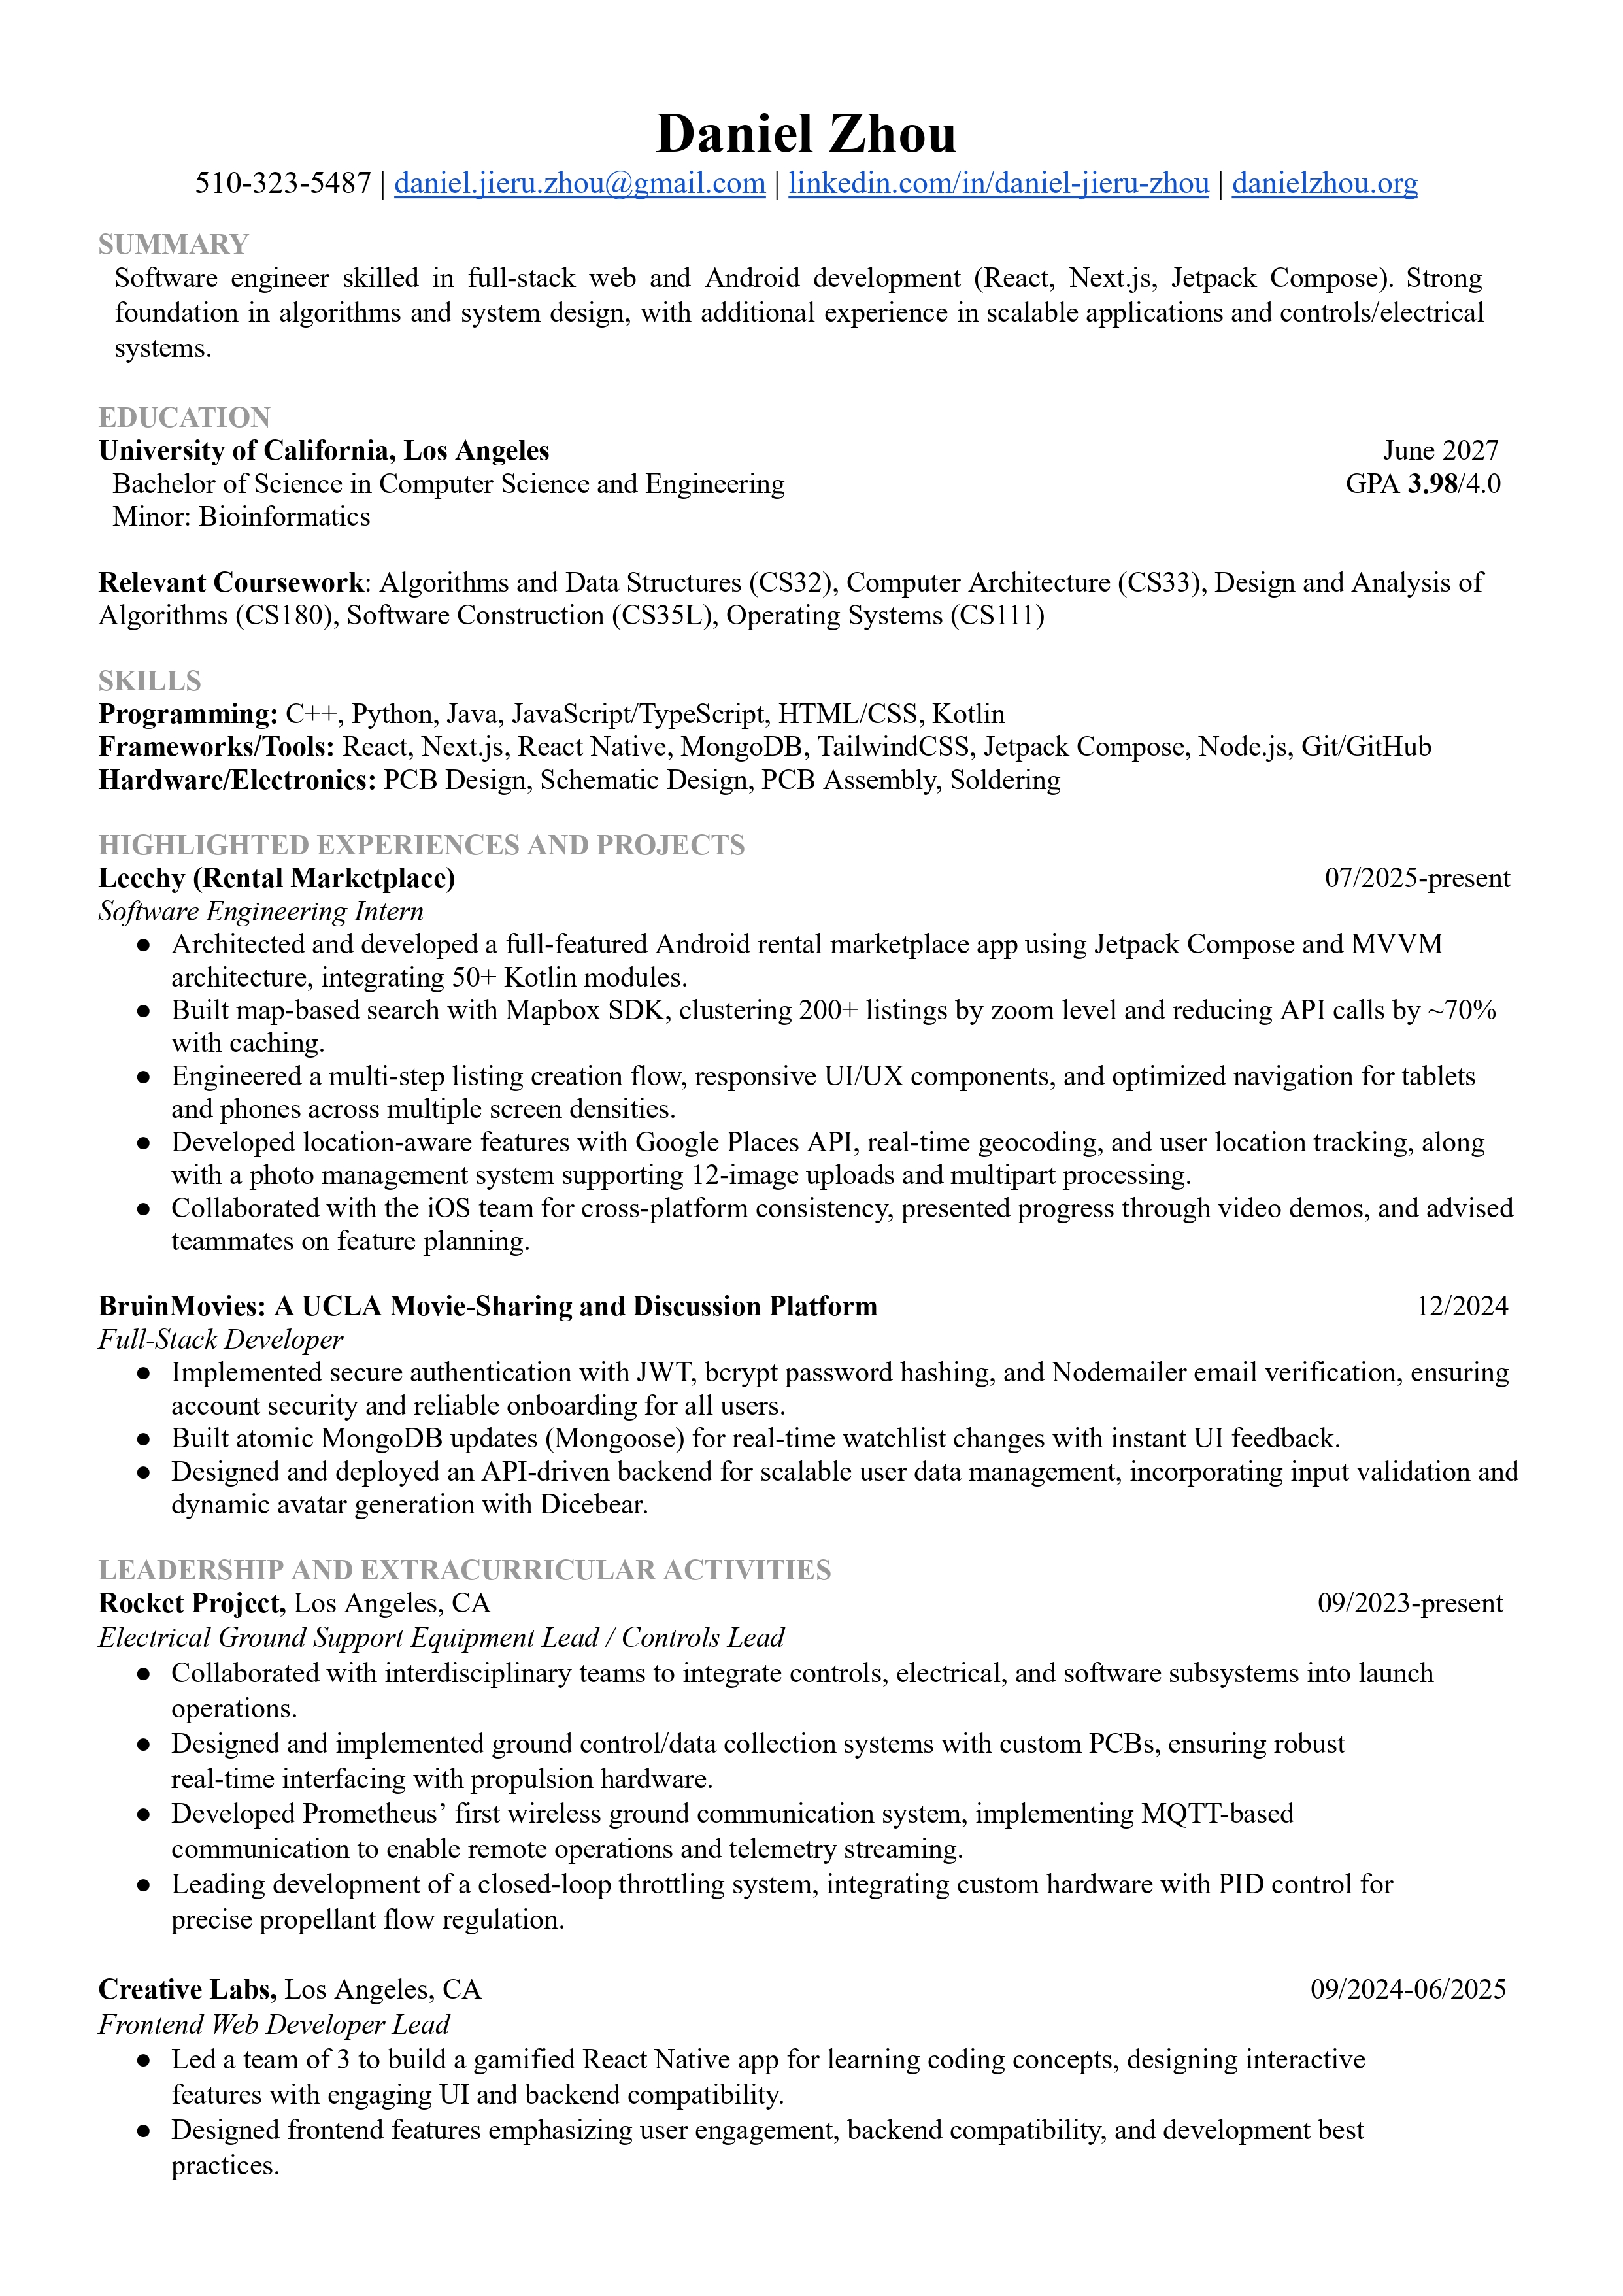 Daniel Zhou
510-323-5487 | daniel.jieru.zhou@gmail.com | linkedin.com/in/daniel-jieru-zhou | danielzhou.org
SUMMARY
Software engineer skilled in full-stack web and Android development (React, Next.js, Jetpack Compose). Strong
foundation in algorithms and system design, with additional experience in scalable applications and controls/electrical
systems.
EDUCATION
University of California, Los Angeles June 2027
Bachelor of Science in Computer Science and Engineering GPA 3.98/4.0
Minor: Bioinformatics
Relevant Coursework: Algorithms and Data Structures (CS32), Computer Architecture (CS33), Design and Analysis of
Algorithms (CS180), Software Construction (CS35L), Operating Systems (CS111)
SKILLS
Programming: C++, Python, Java, JavaScript/TypeScript, HTML/CSS, Kotlin
Frameworks/Tools: React, Next.js, React Native, MongoDB, TailwindCSS, Jetpack Compose, Node.js, Git/GitHub
Hardware/Electronics: PCB Design, Schematic Design, PCB Assembly, Soldering
HIGHLIGHTED EXPERIENCES AND PROJECTS
Leechy (Rental Marketplace) 07/2025-present
Software Engineering Intern
● Architected and developed a full-featured Android rental marketplace app using Jetpack Compose and MVVM
architecture, integrating 50+ Kotlin modules.
● Built map-based search with Mapbox SDK, clustering 200+ listings by zoom level and reducing API calls by ~70%
with caching.
● Engineered a multi-step listing creation flow, responsive UI/UX components, and optimized navigation for tablets
and phones across multiple screen densities.
● Developed location-aware features with Google Places API, real-time geocoding, and user location tracking, along
with a photo management system supporting 12-image uploads and multipart processing.
● Collaborated with the iOS team for cross-platform consistency, presented progress through video demos, and advised
teammates on feature planning.
BruinMovies: A UCLA Movie-Sharing and Discussion Platform 12/2024
Full-Stack Developer
● Implemented secure authentication with JWT, bcrypt password hashing, and Nodemailer email verification, ensuring
account security and reliable onboarding for all users.
● Built atomic MongoDB updates (Mongoose) for real-time watchlist changes with instant UI feedback.
● Designed and deployed an API-driven backend for scalable user data management, incorporating input validation and
dynamic avatar generation with Dicebear.
LEADERSHIP AND EXTRACURRICULAR ACTIVITIES
Rocket Project, Los Angeles, CA 09/2023-present
Electrical Ground Support Equipment Lead / Controls Lead
● Collaborated with interdisciplinary teams to integrate controls, electrical, and software subsystems into launch
operations.
● Designed and implemented ground control/data collection systems with custom PCBs, ensuring robust
real-time interfacing with propulsion hardware.
● Developed Prometheus’ first wireless ground communication system, implementing MQTT-based
communication to enable remote operations and telemetry streaming.
● Leading development of a closed-loop throttling system, integrating custom hardware with PID control for
precise propellant flow regulation.
Creative Labs, Los Angeles, CA 09/2024-06/2025
Frontend Web Developer Lead
● Led a team of 3 to build a gamified React Native app for learning coding concepts, designing interactive
features with engaging UI and backend compatibility.
● Designed frontend features emphasizing user engagement, backend compatibility, and development best
practices.